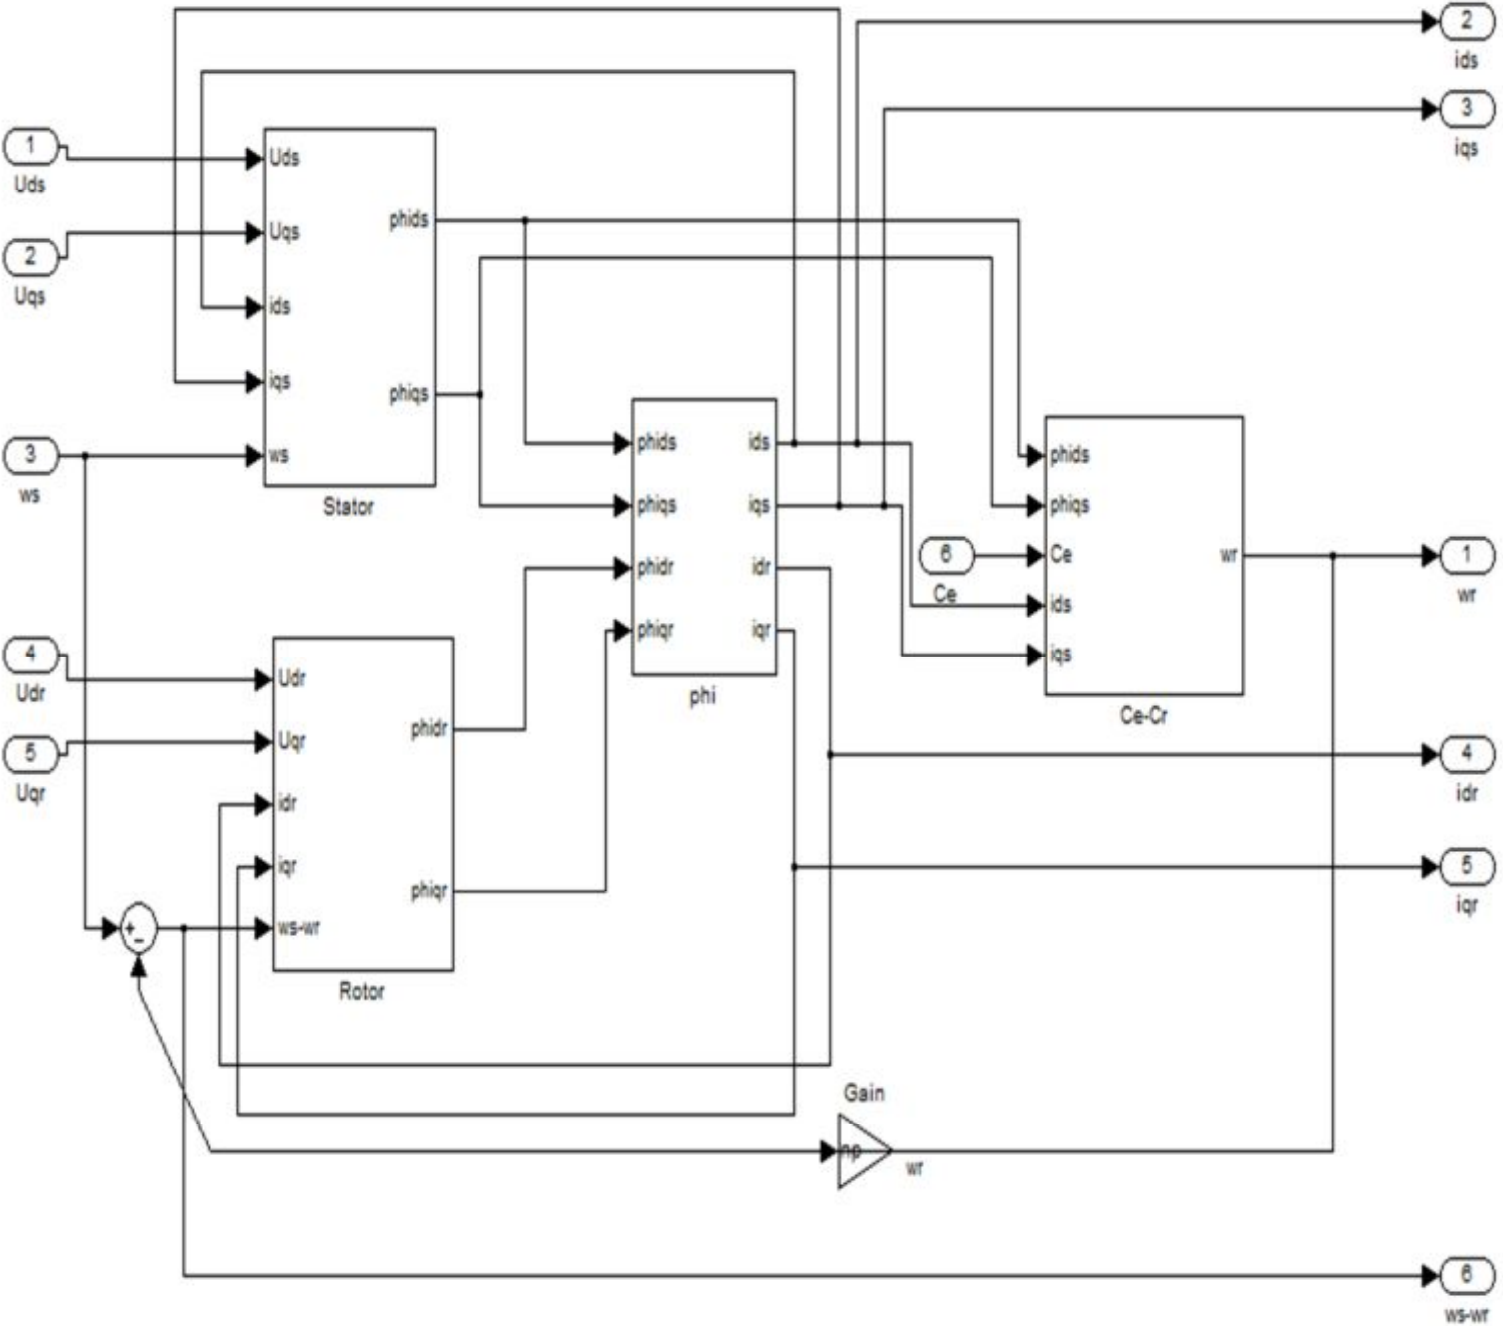 2
ids
3
iqs
1
Uds
2
Uqs
3
ws
Uds
Uqs
ids
iqs
ws
phids
phiqs
Stator
phids
phiqs
phidr
phiqr
ids
iqs
idr
iqr
phi
6
Ce
phids
phiqs
Ce
ids
iqs
wr
Ce-Cr
1
wr
4
Udr
5
Uqr
Udr
Uqr
idr
iqr
ws-wr
phidr
phiqr
Rotor
+
−
4
idr
5
iqr
Gain
np
wr
6
ws-wr